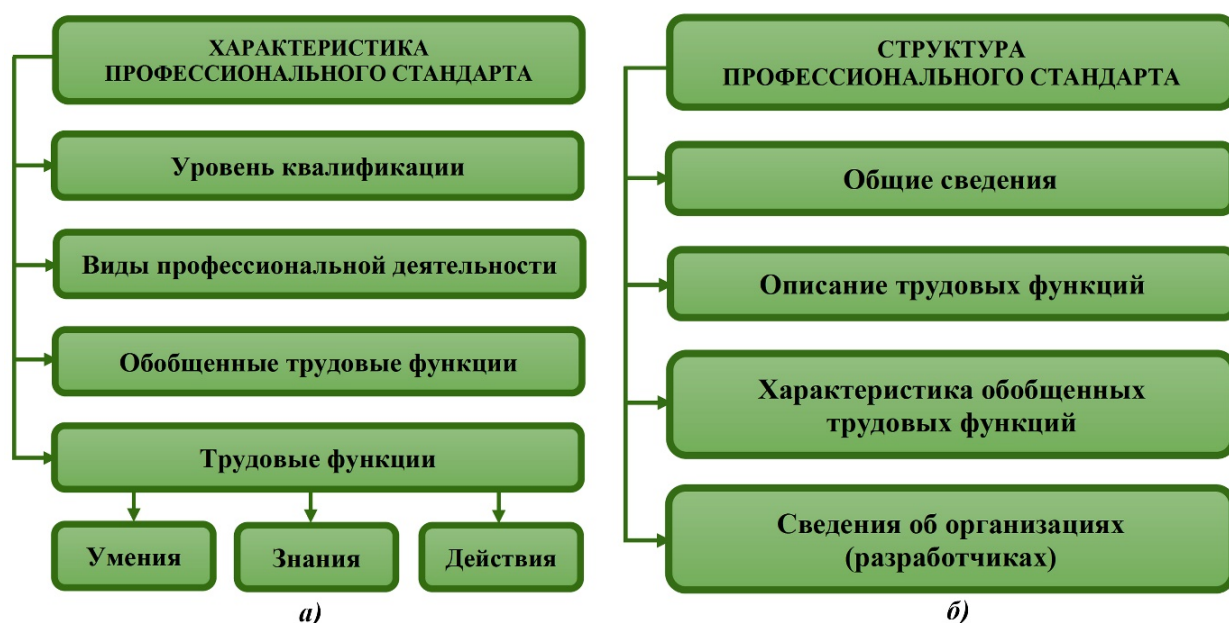 ХАРАКТЕРИСТИКА
ПРОФЕССИОНАЛЬНОГО СТАНДАРТА
Уровень квалификации
Виды профессиональной деятельности
Обобщенные трудовые функции
Трудовые функции
Умения
Знания
Действия
а)
СТРУКТУРА
ПРОФЕССИОНАЛЬНОГО СТАНДАРТА
Общие сведения
Описание трудовых функций
Характеристика обобщенных
трудовых функций
Сведения об организациях
(разработчиках)
б)